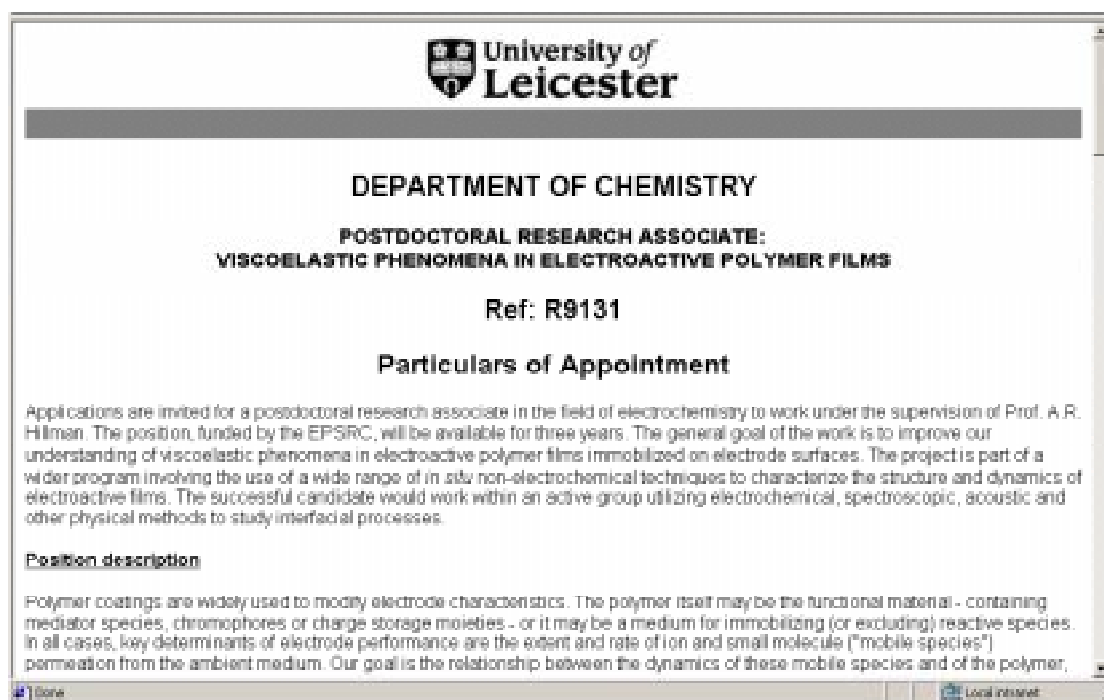 University of
Leicester
DEPARTMENT OF CHEMISTRY
POSTDOCTORAL RESEARCH ASSOCIATE:
VISCOELASTIC PHENOMENA IN ELECTROACTIVE POLYMER FILMS
Ref: R9131
Particulars of Appointment
Applications are invited for a postdoctoral research associate in the field of electrochemistry to work under the supervision of Prof. A.R.
Hillman. The position, funded by the EPSRC, will be available for three years. The general goal of the work is to improve our
understanding of viscoelastic phenomena in electroactive polymer films immobilized on electrode surfaces. The project is part of a
wider program involving the use of a wide range of in situ non-electrochemical techniques to characterize the structure and dynamics of
electroactive films. The successful candidate would work within an active group utilizing electrochemical, spectroscopic, acoustic and
other physical methods to study interfacial processes.
Position description
Polymer coatings are widely used to modify electrode characteristics. The polymer itself may be the functional material - containing
mediator species, chromophores or charge storage moieties - or it may be a medium for immobilizing (or excluding) reactive species.
In all cases, key determinants of electrode performance are the extent and rate of ion and small molecule ("mobile species")
permeation from the ambient medium. Our goal is the relationship between the dynamics of these mobile species and of the polymer,
Done
Local intranet